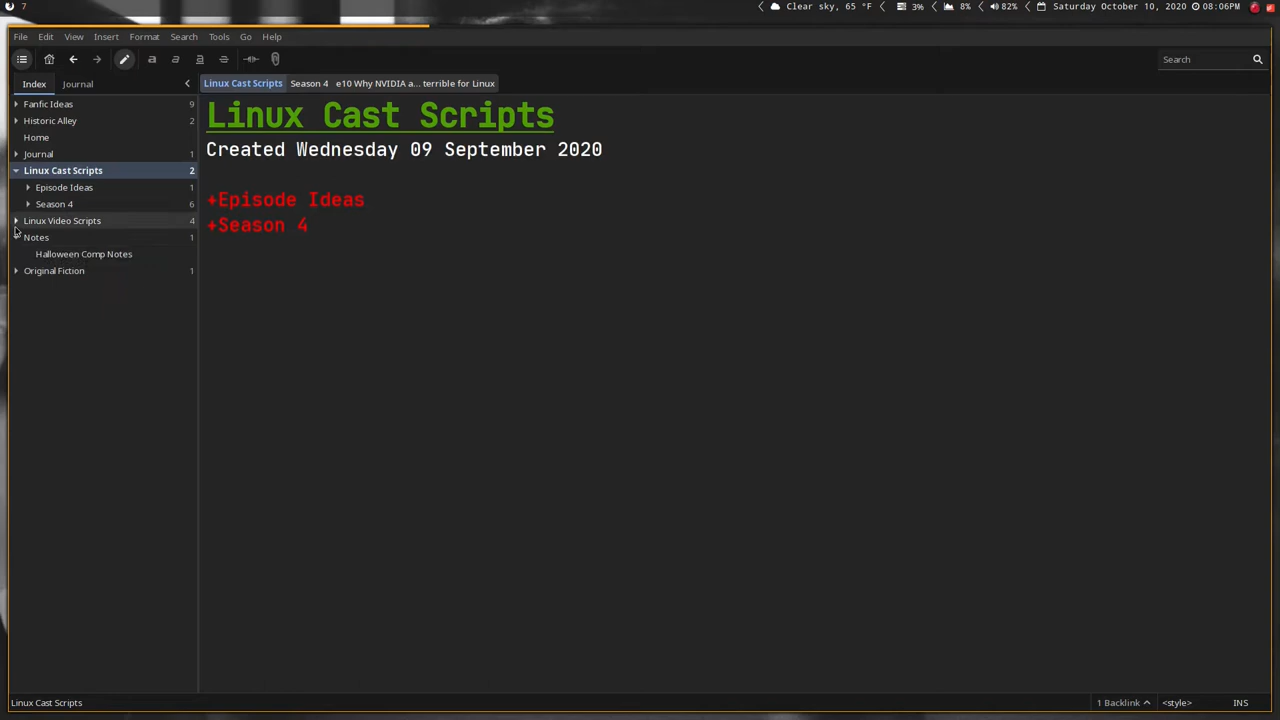 7
Clear sky, 65 °F 3% 8% 82% Saturday October 10, 2020 08:06PM
File Edit View Insert Format Search Tools Go Help
Search
Index Journal
Linux Cast Scripts Season 4 e10 Why NVIDIA a... terrible for Linux
Fanfic Ideas 9
Historic Alley 2
Home
Journal 1
Linux Cast Scripts 2
Episode Ideas 1
Season 4 6
Linux Video Scripts 4
Notes 1
Halloween Comp Notes
Original Fiction 1
Linux Cast Scripts
Created Wednesday 09 September 2020
+Episode Ideas
+Season 4
Linux Cast Scripts 1 Backlink <style> INS